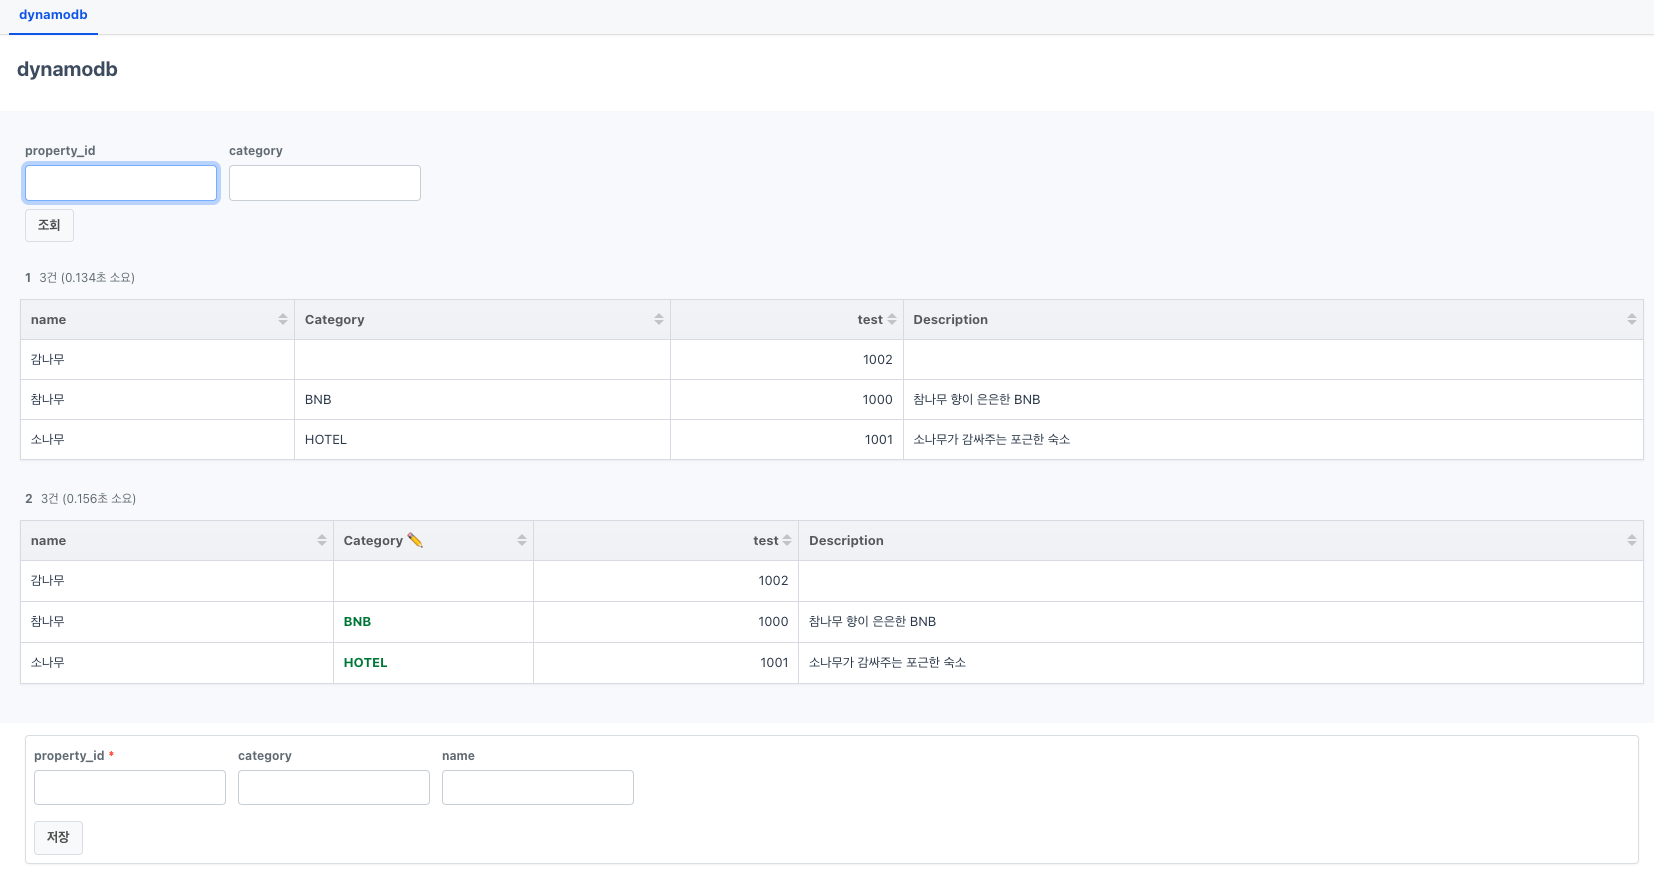 dynamodb
dynamodb
property_id category
조회
1 3건 (0.134초 소요)
name Category test Description
감나무 1002
참나무 BNB 1000 참나무 향이 은은한 BNB
소나무 HOTEL 1001 소나무가 감싸주는 포근한 숙소
2 3건 (0.156초 소요)
name Category ✏️ test Description
감나무 1002
참나무 BNB 1000 참나무 향이 은은한 BNB
소나무 HOTEL 1001 소나무가 감싸주는 포근한 숙소
property_id * category name
저장